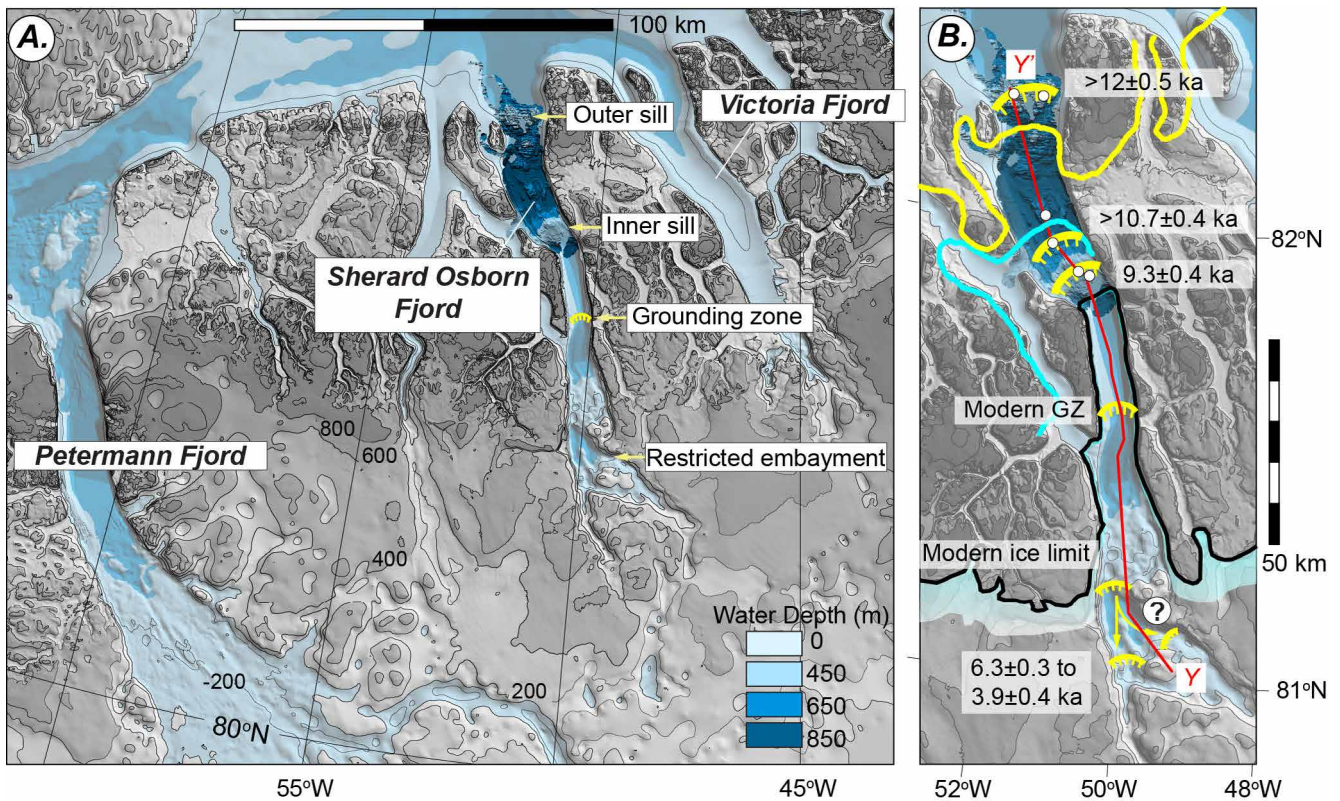 A.
100 km
Outer sill
Victoria Fjord
Inner sill
Sherard Osborn
Fjord
Grounding zone
800
600
Petermann Fjord
Restricted embayment
400
-200
200
80°N
Water Depth (m)
0
450
650
850
55°W
45°W
B.
Y'
>12±0.5 ka
>10.7±0.4 ka
82°N
9.3±0.4 ka
Modern GZ
50 km
Modern ice limit
?
6.3±0.3 to
3.9±0.4 ka
Y
81°N
52°W
50°W
48°W